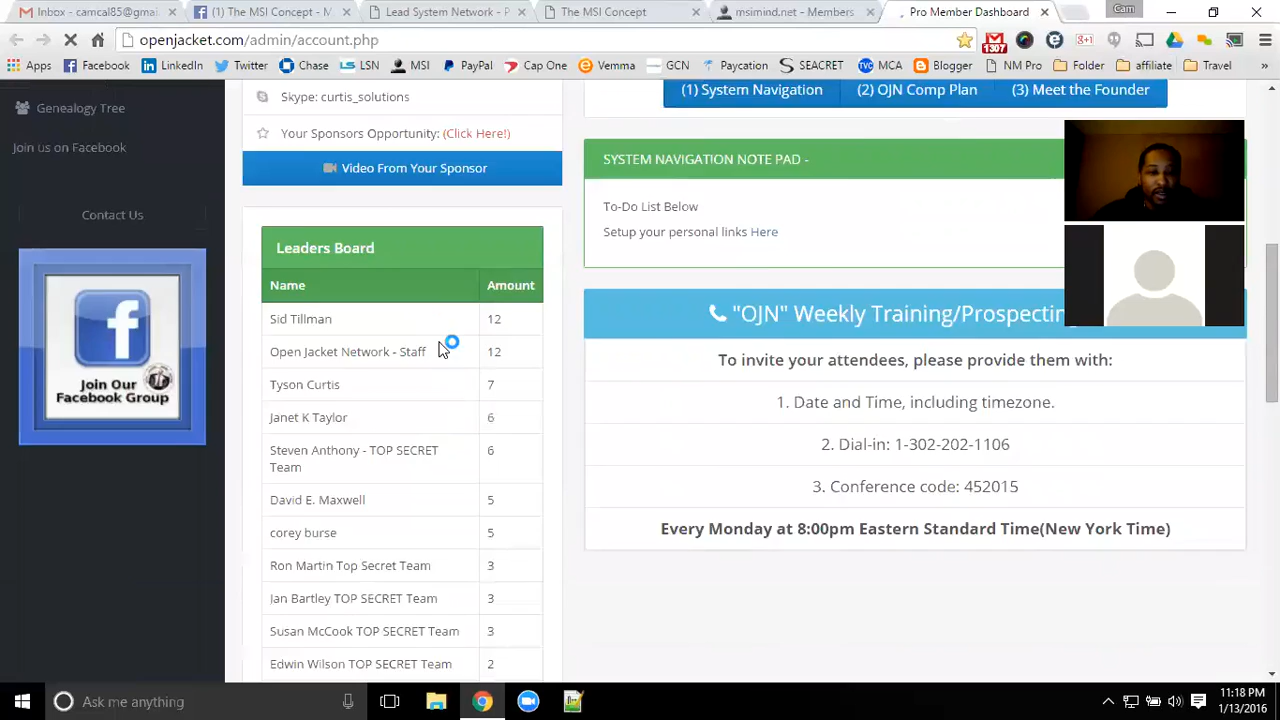 Inbox - camcal85@gmai
(1) The MSI Concept - M
Lead System Network - P
The MSI Concept
msimind.net - Members
Pro Member Dashboard
Cam
openjacket.com/admin/account.php
1307
Apps
Facebook
LinkedIn
Twitter
Chase
LSN
MSI
PayPal
Cap One
Vemma
GCN
Paycation
SEACRET
MCA
Blogger
NM Pro
Folder
affiliate
Travel
Genealogy Tree
Join us on Facebook
Contact Us
Join Our
Facebook Group
Skype: curtis_solutions
Your Sponsors Opportunity: (Click Here!)
Video From Your Sponsor
Leaders Board
Name Amount
Sid Tillman 12
Open Jacket Network - Staff 12
Tyson Curtis 7
Janet K Taylor 6
Steven Anthony - TOP SECRET Team 6
David E. Maxwell 5
corey burse 5
Ron Martin Top Secret Team 3
Jan Bartley TOP SECRET Team 3
Susan McCook TOP SECRET Team 3
Edwin Wilson TOP SECRET Team 2
(1) System Navigation
(2) OJN Comp Plan
(3) Meet the Founder
SYSTEM NAVIGATION NOTE PAD -
To-Do List Below
Setup your personal links Here
"OJN" Weekly Training/Prospecting
To invite your attendees, please provide them with:
1. Date and Time, including timezone.
2. Dial-in: 1-302-202-1106
3. Conference code: 452015
Every Monday at 8:00pm Eastern Standard Time(New York Time)
Ask me anything
11:18 PM
1/13/2016